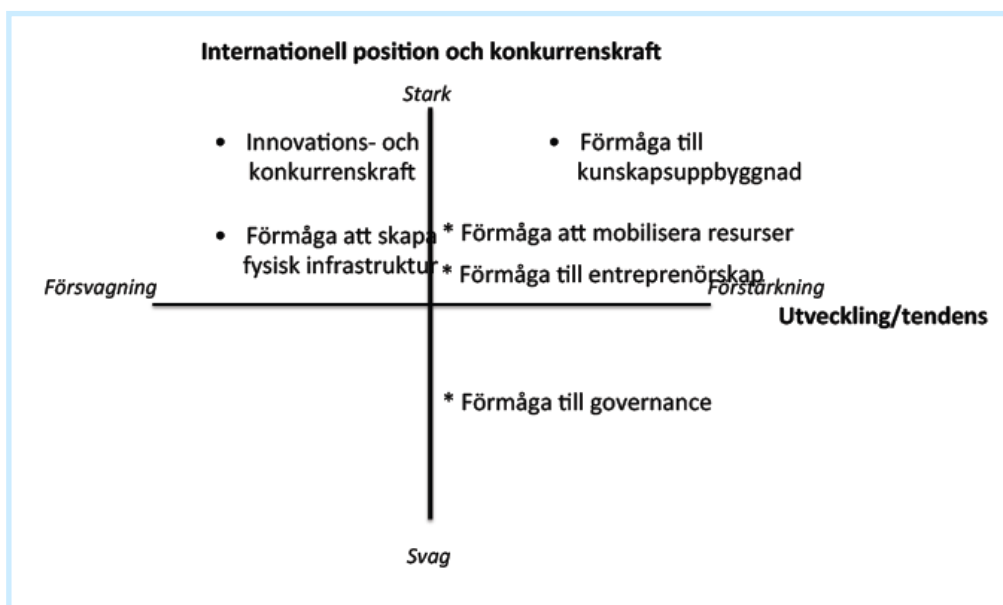 Internationell position och konkurrenskraft
Stark
• Innovations- och
konkurrenskraft
• Förmåga till
kunskapsuppbyggnad
• Förmåga att skapa
fysisk infrastruktur
* Förmåga att mobilisera resurser
* Förmåga till entreprenörskap
Försvagning
Förstärkning
Utveckling/tendens
* Förmåga till governance
Svag